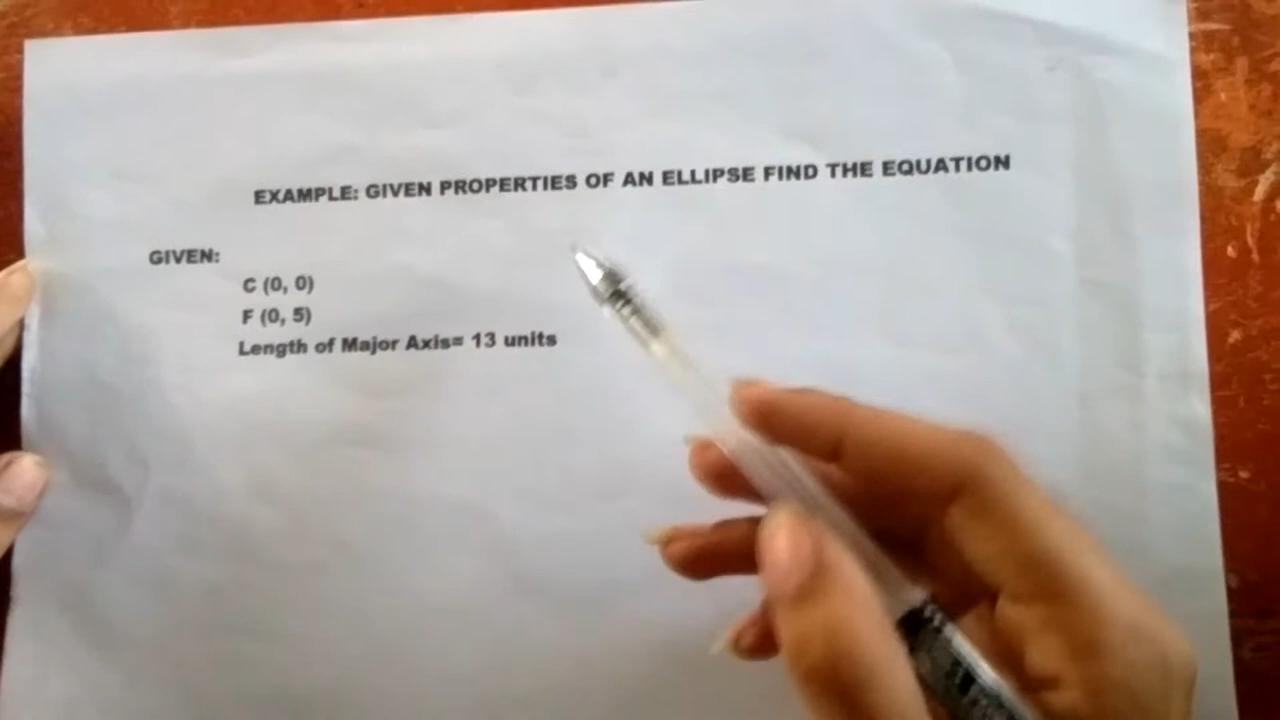 EXAMPLE: GIVEN PROPERTIES OF AN ELLIPSE FIND THE EQUATION
GIVEN:
C (0, 0)
F (0, 5)
Length of Major Axis= 13 units